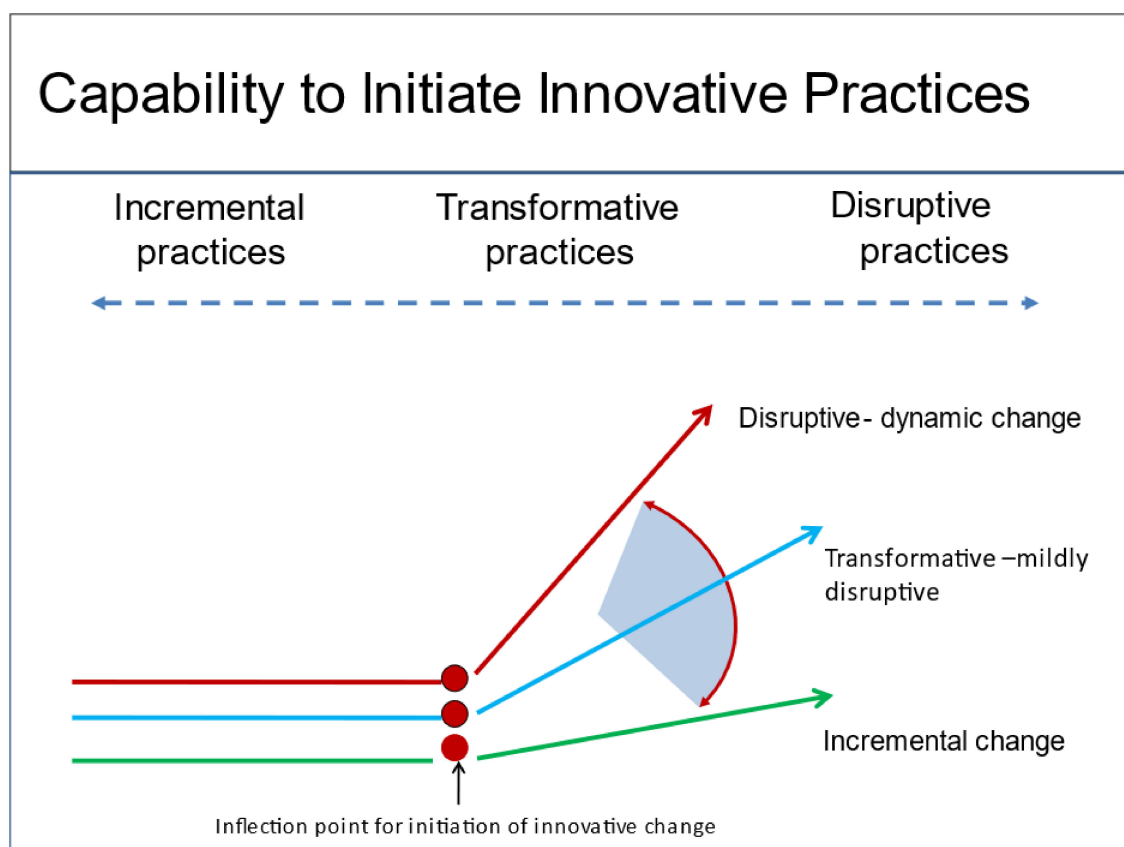 Capability to Initiate Innovative Practices
Incremental
practices
Transformative
practices
Disruptive
practices
Disruptive- dynamic change
Transformative –mildly
disruptive
Incremental change
Inflection point for initiation of innovative change